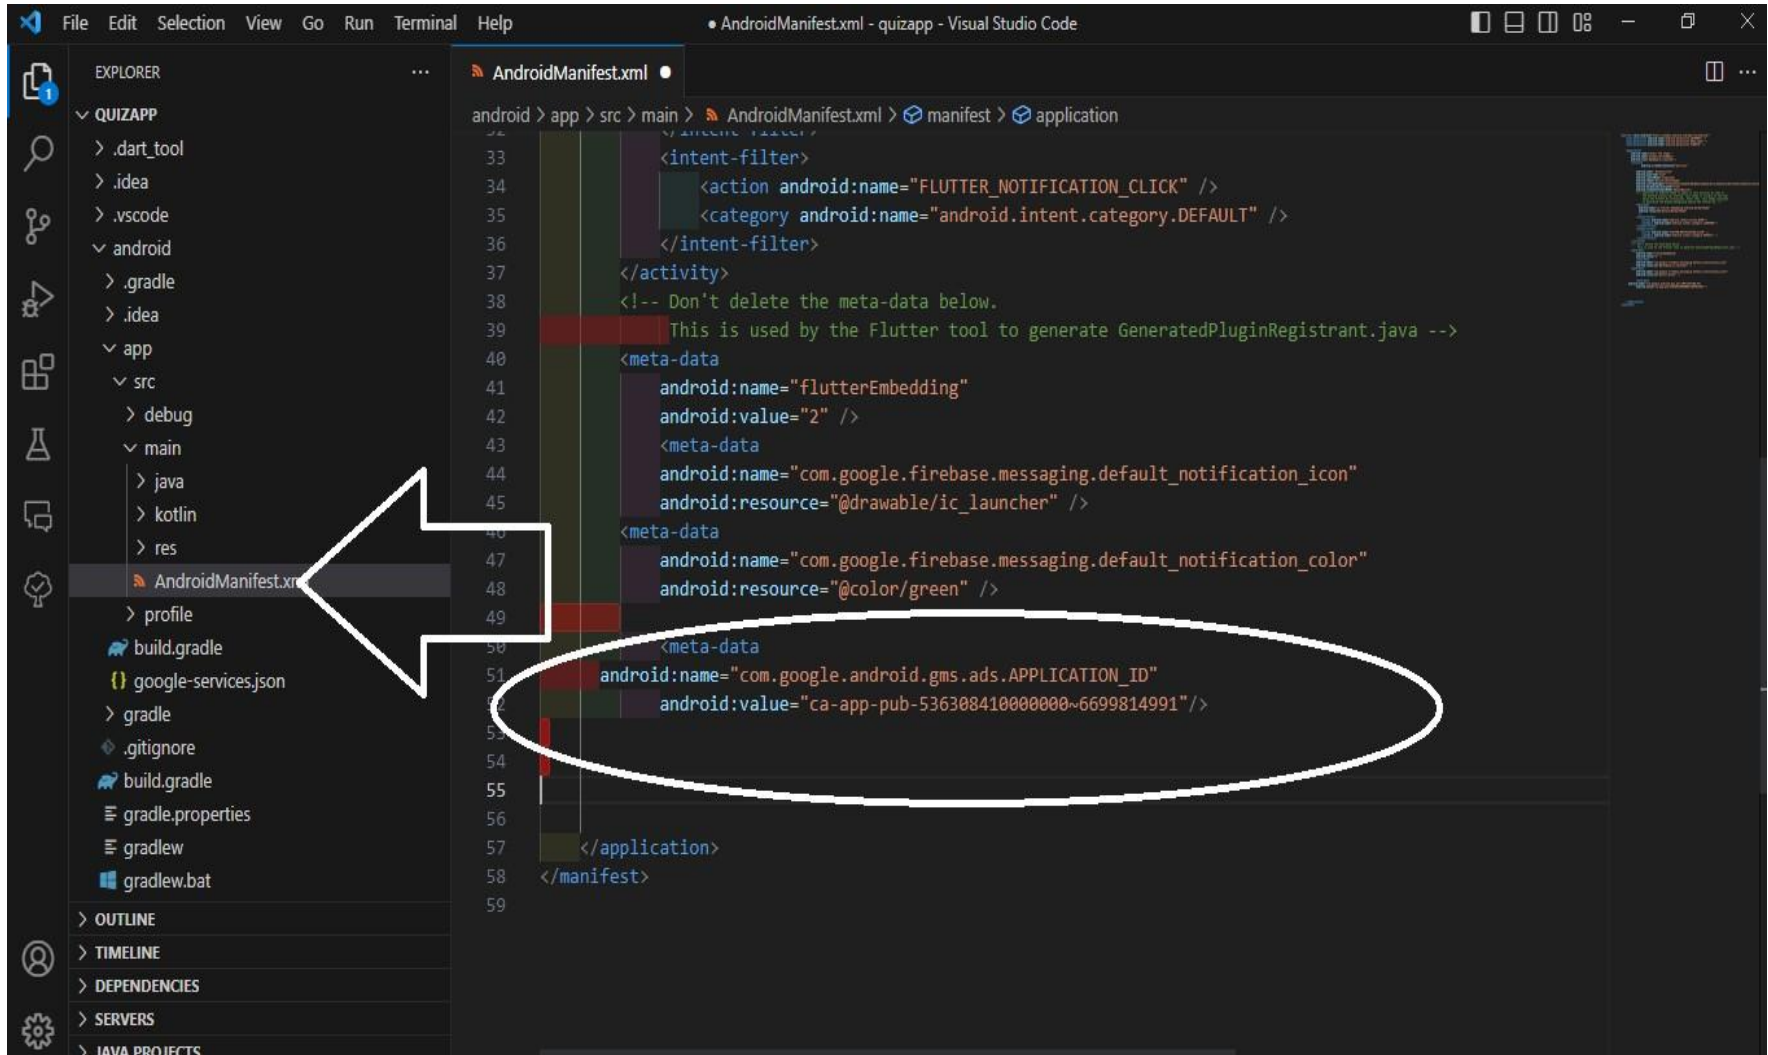 File Edit Selection View Go Run Terminal Help
● AndroidManifest.xml - quizapp - Visual Studio Code
EXPLORER ...
1
QUIZAPP
.dart_tool
.idea
.vscode
android
.gradle
.idea
app
src
debug
main
java
kotlin
res
AndroidManifest.xml
profile
build.gradle
{} google-services.json
gradle
.gitignore
build.gradle
gradle.properties
gradlew
gradlew.bat
OUTLINE
TIMELINE
DEPENDENCIES
SERVERS
JAVA PROJECTS
AndroidManifest.xml ●
android > app > src > main > AndroidManifest.xml > manifest > application
32 </intent-filter>
33 <intent-filter>
34 <action android:name="FLUTTER_NOTIFICATION_CLICK" />
35 <category android:name="android.intent.category.DEFAULT" />
36 </intent-filter>
37 </activity>
38 <!-- Don't delete the meta-data below.
39 This is used by the Flutter tool to generate GeneratedPluginRegistrant.java -->
40 <meta-data
41 android:name="flutterEmbedding"
42 android:value="2" />
43 <meta-data
44 android:name="com.google.firebase.messaging.default_notification_icon"
45 android:resource="@drawable/ic_launcher" />
46 <meta-data
47 android:name="com.google.firebase.messaging.default_notification_color"
48 android:resource="@color/green" />
49
50 <meta-data
51 android:name="com.google.android.gms.ads.APPLICATION_ID"
52 android:value="ca-app-pub-536308410000000~6699814991"/>
53
54
55
56
57 </application>
58 </manifest>
59